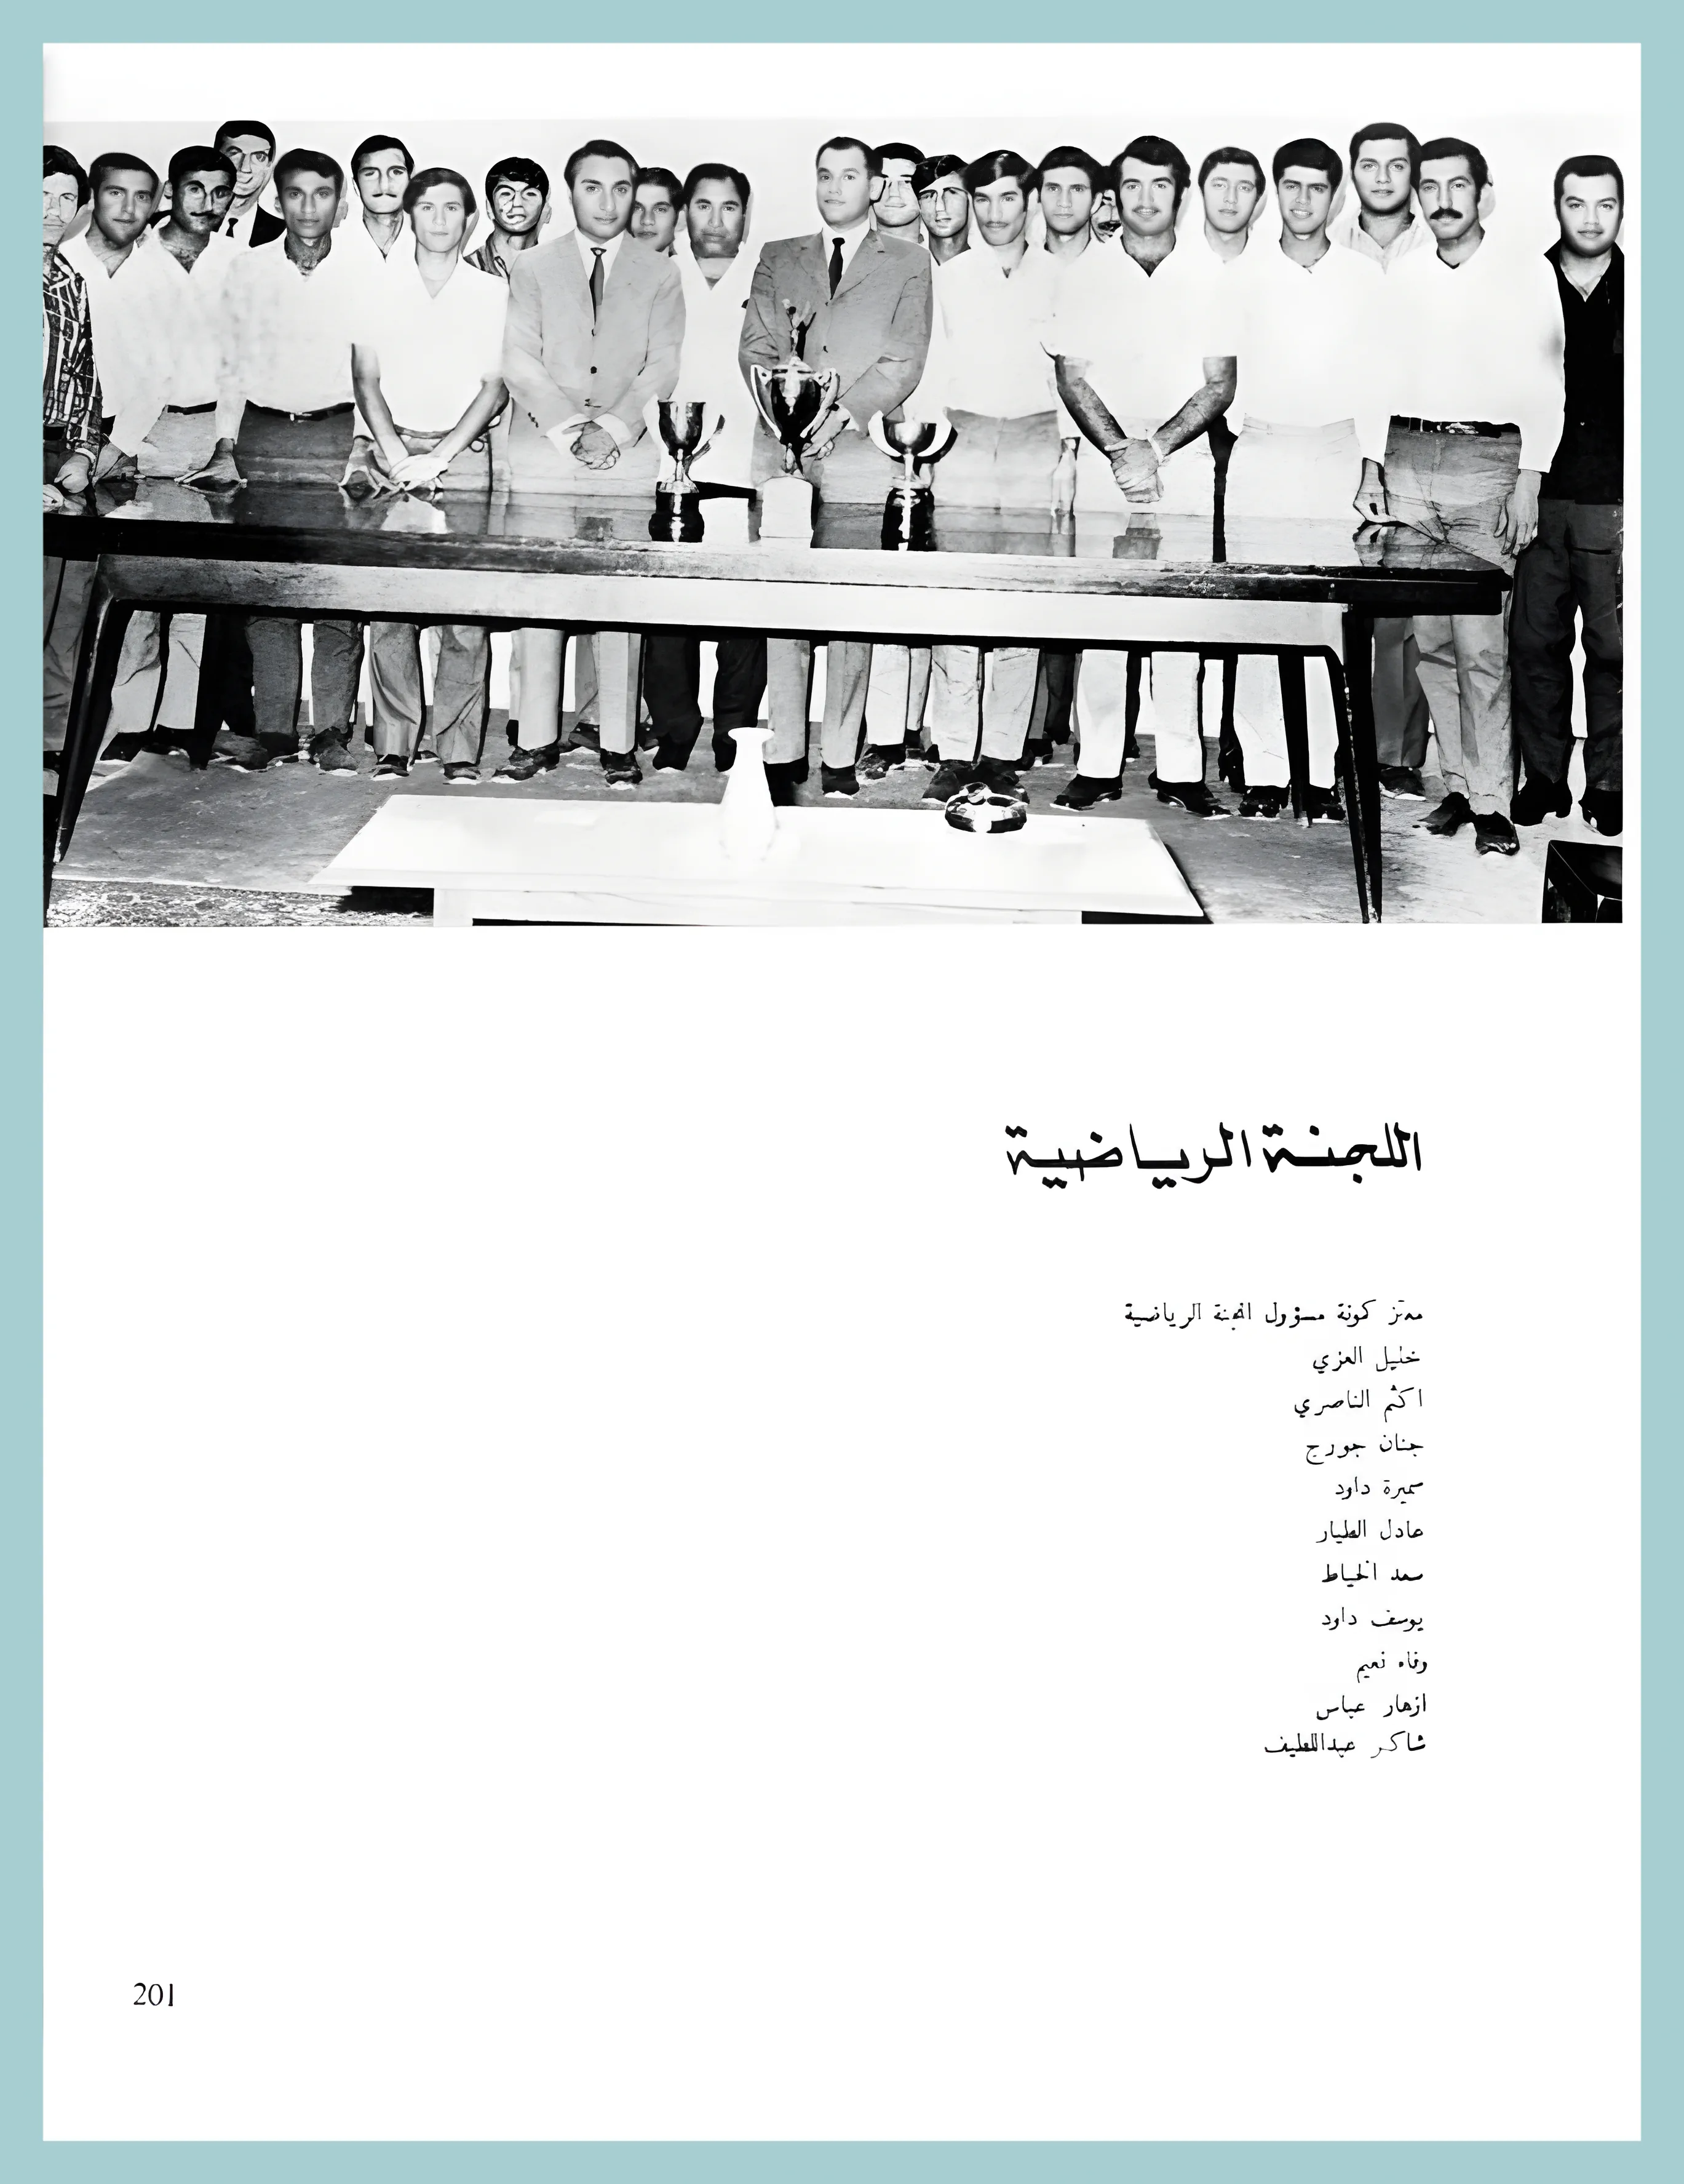 اللجنة الرياضية
معتز كمونة مسؤول اللجنة الرياضية
خليل العزي
اكثم الناصري
جنان جورج
سميرة داود
عادل الطيار
سعد الخياط
يوسف داود
وفاء نعيم
ازهار عباس
شاكر عبداللطيف
201